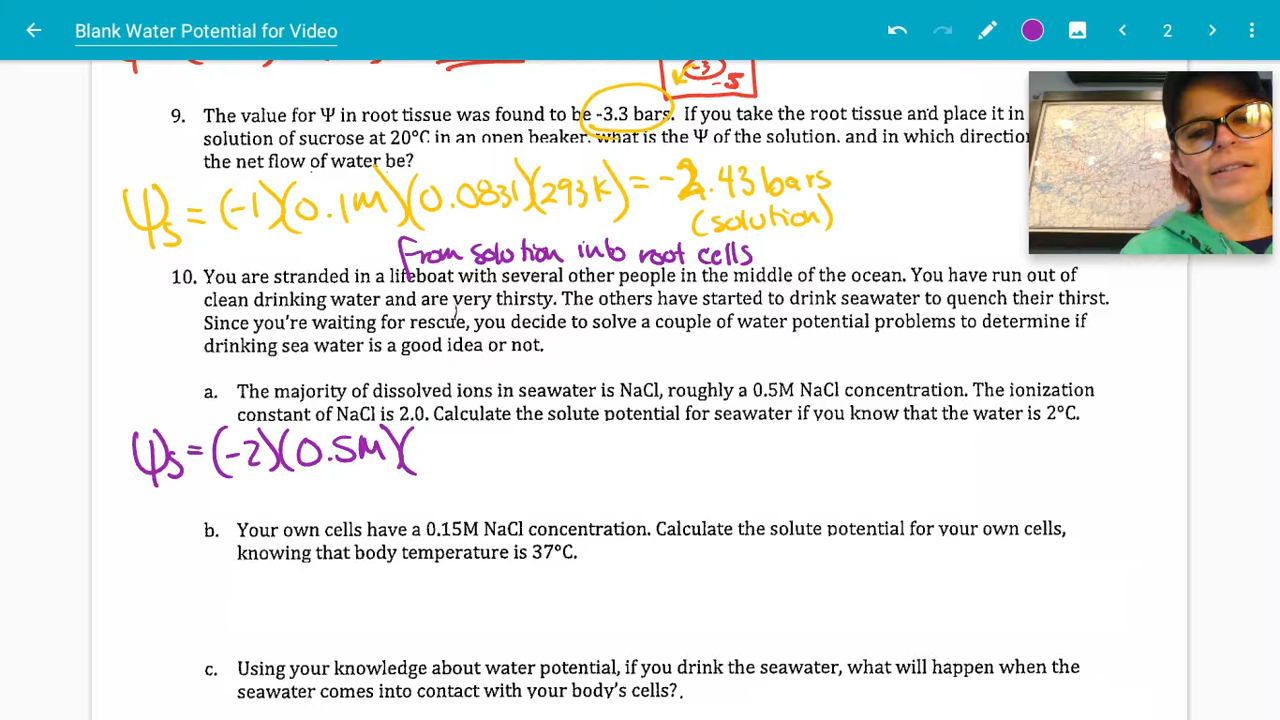 Blank Water Potential for Video
2
-3
-5
9. The value for Ψ in root tissue was found to be -3.3 bars. If you take the root tissue and place it in
solution of sucrose at 20°C in an open beaker, what is the Ψ of the solution, and in which direction
the net flow of water be?
Ψs = (-1)(0.1M)(0.0831)(293K) = -2.43 bars
(solution)
from solution into root cells
10. You are stranded in a lifeboat with several other people in the middle of the ocean. You have run out of
clean drinking water and are very thirsty. The others have started to drink seawater to quench their thirst.
Since you're waiting for rescue, you decide to solve a couple of water potential problems to determine if
drinking sea water is a good idea or not.
a. The majority of dissolved ions in seawater is NaCl, roughly a 0.5M NaCl concentration. The ionization
constant of NaCl is 2.0. Calculate the solute potential for seawater if you know that the water is 2°C.
Ψs = (-2)(0.5M)(
b. Your own cells have a 0.15M NaCl concentration. Calculate the solute potential for your own cells,
knowing that body temperature is 37°C.
c. Using your knowledge about water potential, if you drink the seawater, what will happen when the
seawater comes into contact with your body's cells?.